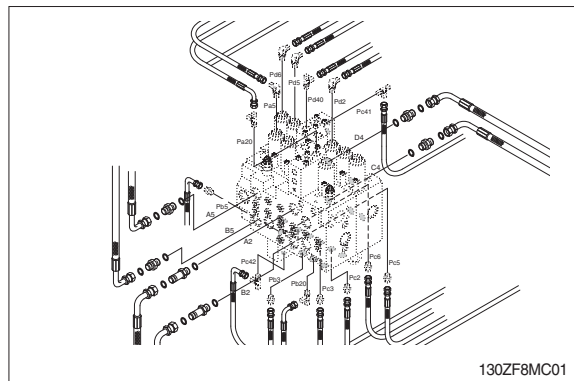 Pd6
Pd5
Pa5
Pd40
Pd2
Pc41
D4
Pa20
C4
Pb5
A5
B5
A2
Pc42
Pb3
B2
Pb20
Pc3
Pc2
Pc6
Pc5
130ZF8MC01